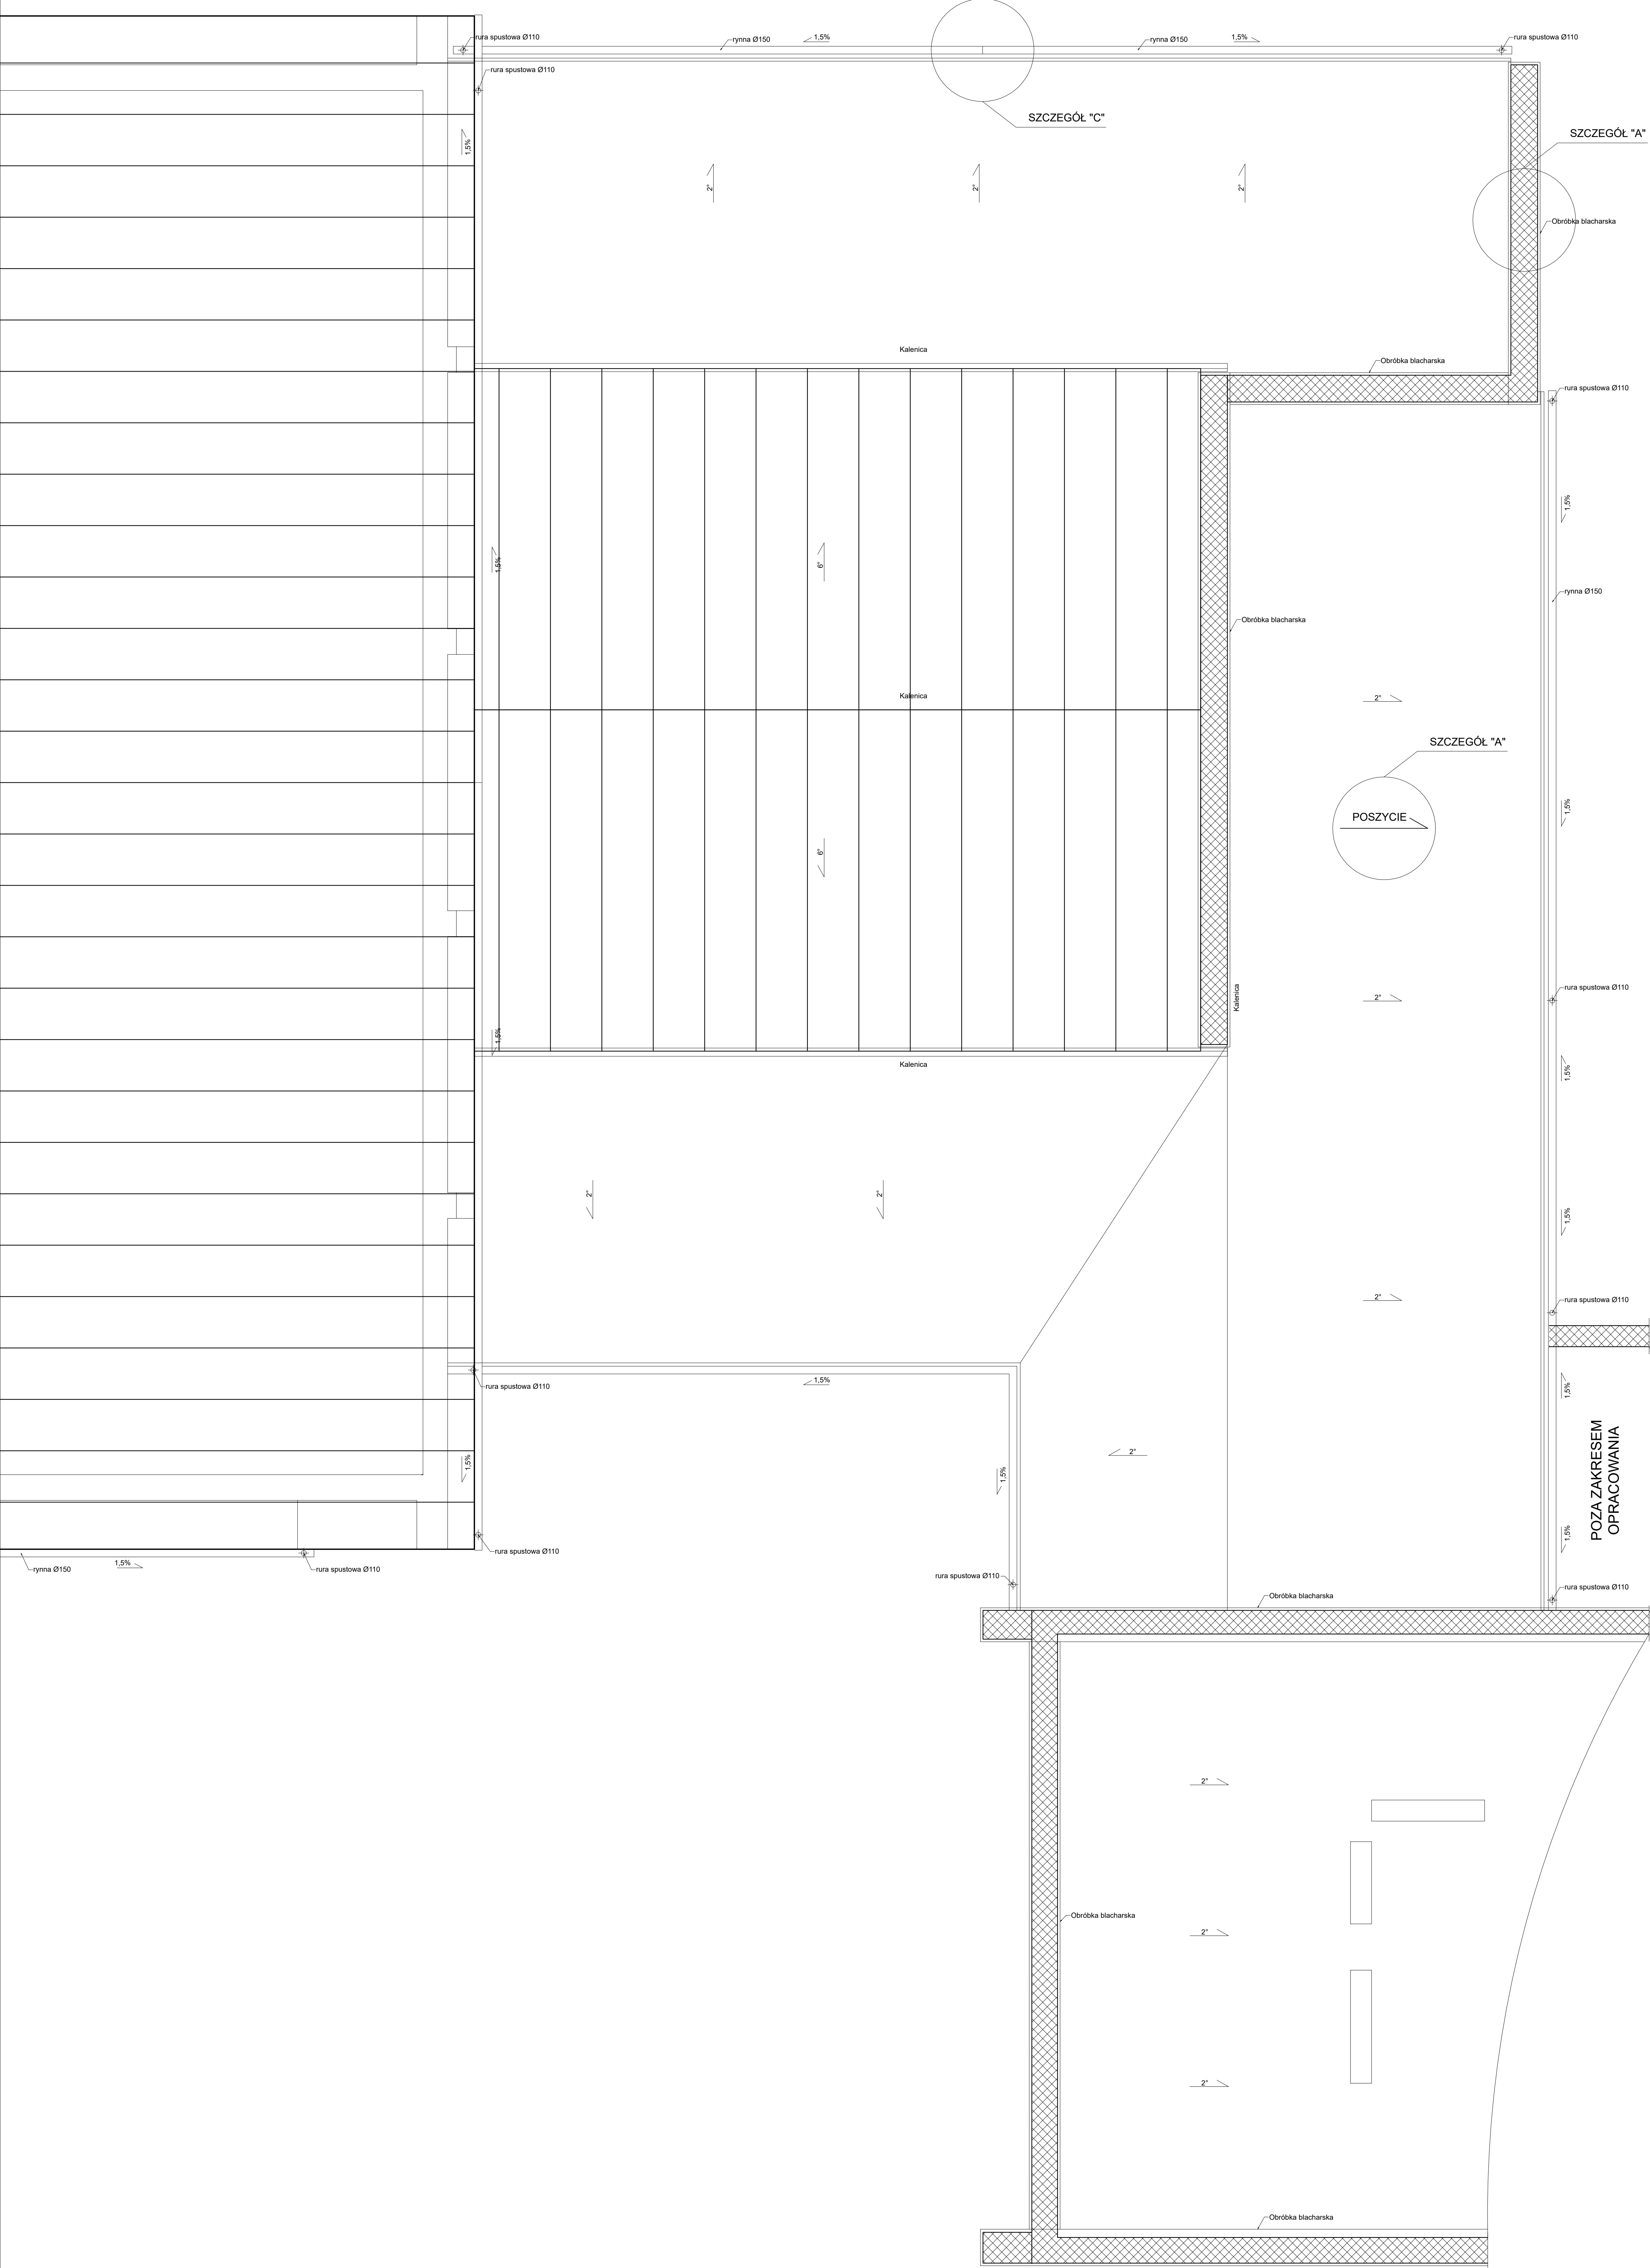 rura spustowa Ø110
rynna Ø150
1,5%
rynna Ø150
1,5%
rura spustowa Ø110
rura spustowa Ø110
SZCZEGÓŁ "C"
SZCZEGÓŁ "A"
1,5%
2°
2°
2°
Obróbka blacharska
Kalenica
Obróbka blacharska
rura spustowa Ø110
1,5%
1,5%
6°
rynna Ø150
Obróbka blacharska
Kalenica
2°
SZCZEGÓŁ "A"
POSZYCIE
1,5%
6°
rura spustowa Ø110
2°
Kalenica
1,5%
Kalenica
1,5%
2°
2°
1,5%
2°
rura spustowa Ø110
1,5%
rura spustowa Ø110
1,5%
2°
POZA ZAKRESEM
OPRACOWANIA
1,5%
1,5%
1,5%
rura spustowa Ø110
1,5%
rynna Ø150
rura spustowa Ø110
rura spustowa Ø110
rura spustowa Ø110
Obróbka blacharska
2°
Obróbka blacharska
2°
2°
Obróbka blacharska